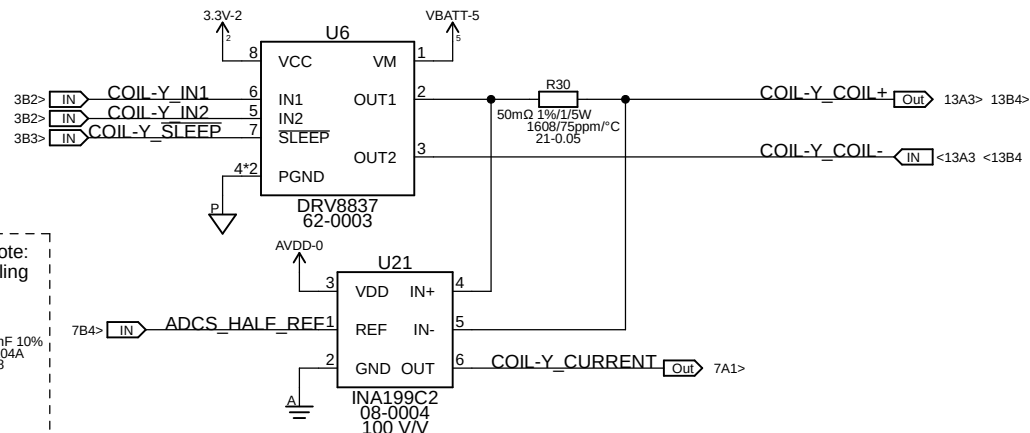 3.3V-2
2
VBATT-5
5
U6
8 VCC VM 1
3B2> IN COIL-Y_IN1 6 IN1 OUT1 2
3B2> IN COIL-Y_IN2 5 IN2
3B3> IN COIL-Y_SLEEP 7 SLEEP
OUT2 3
4*2 PGND
P
DRV8837
62-0003
R30
50mΩ 1%/1/5W
1608/75ppm/°C
21-0.05
COIL-Y_COIL+ Out 13A3> 13B4>
COIL-Y_COIL- IN <13A3 <13B4
AVDD-0
U21
3 VDD IN+ 4
7B4> IN ADCS_HALF_REF 1 REF IN- 5
2 GND OUT 6 COIL-Y_CURRENT Out 7A1>
A
INA199C2
08-0004
100 V/V
10%